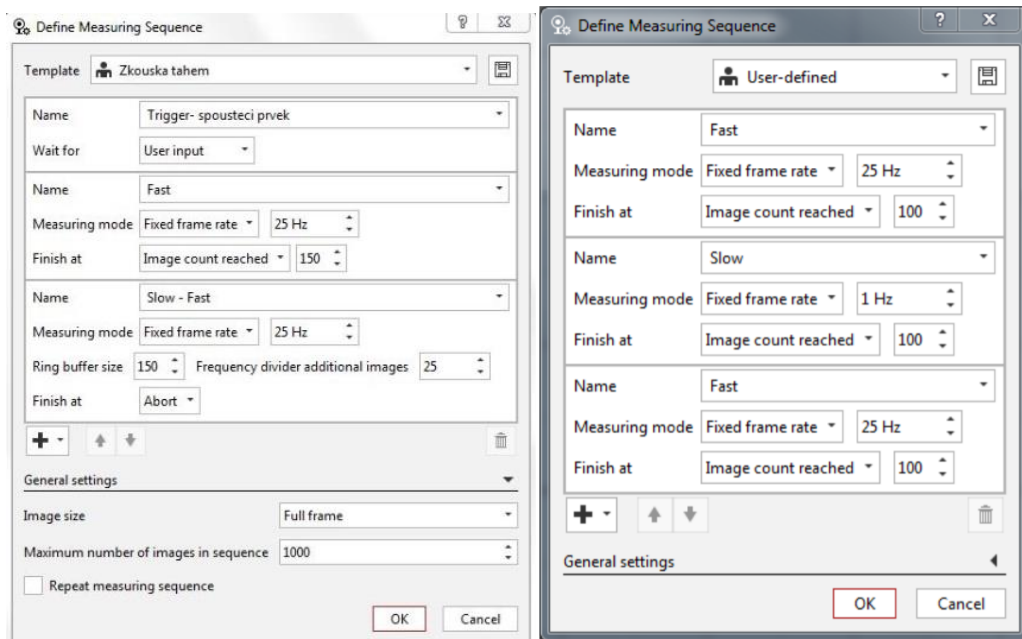 Define Measuring Sequence
Template Zkouska tahem
Name Trigger- spousteci prvek
Wait for User input
Name Fast
Measuring mode Fixed frame rate 25 Hz
Finish at Image count reached 150
Name Slow - Fast
Measuring mode Fixed frame rate 25 Hz
Ring buffer size 150 Frequency divider additional images 25
Finish at Abort
General settings
Image size Full frame
Maximum number of images in sequence 1000
Repeat measuring sequence
OK Cancel
Define Measuring Sequence
Template User-defined
Name Fast
Measuring mode Fixed frame rate 25 Hz
Finish at Image count reached 100
Name Slow
Measuring mode Fixed frame rate 1 Hz
Finish at Image count reached 100
Name Fast
Measuring mode Fixed frame rate 25 Hz
Finish at Image count reached 100
General settings
OK Cancel